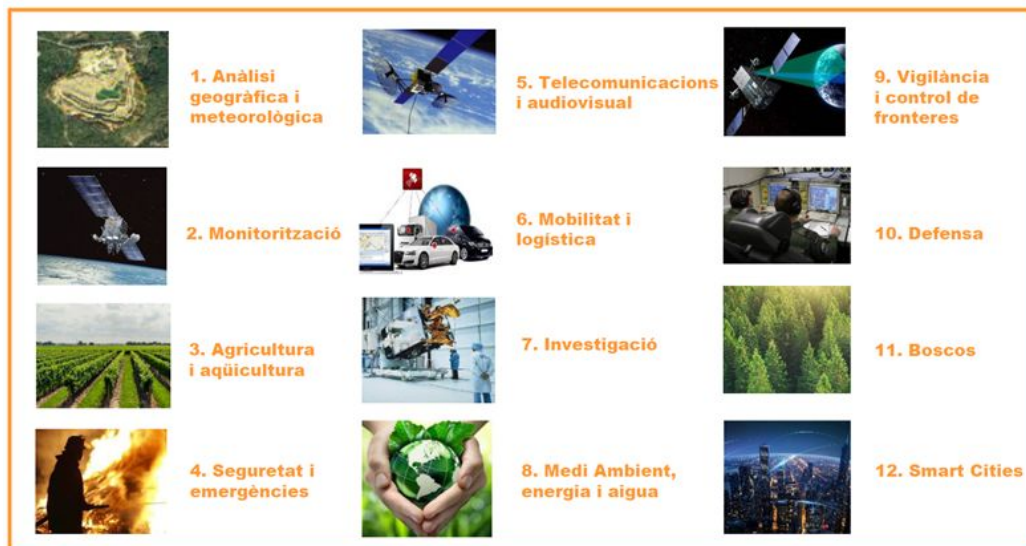 1. Anàlisi
geogràfica i
meteorològica
2. Monitorització
3. Agricultura
i aqüicultura
4. Seguretat i
emergències
5. Telecomunicacions
i audiovisual
6. Mobilitat i
logística
7. Investigació
8. Medi Ambient,
energia i aigua
9. Vigilància
i control de
fronteres
10. Defensa
11. Boscos
12. Smart Cities